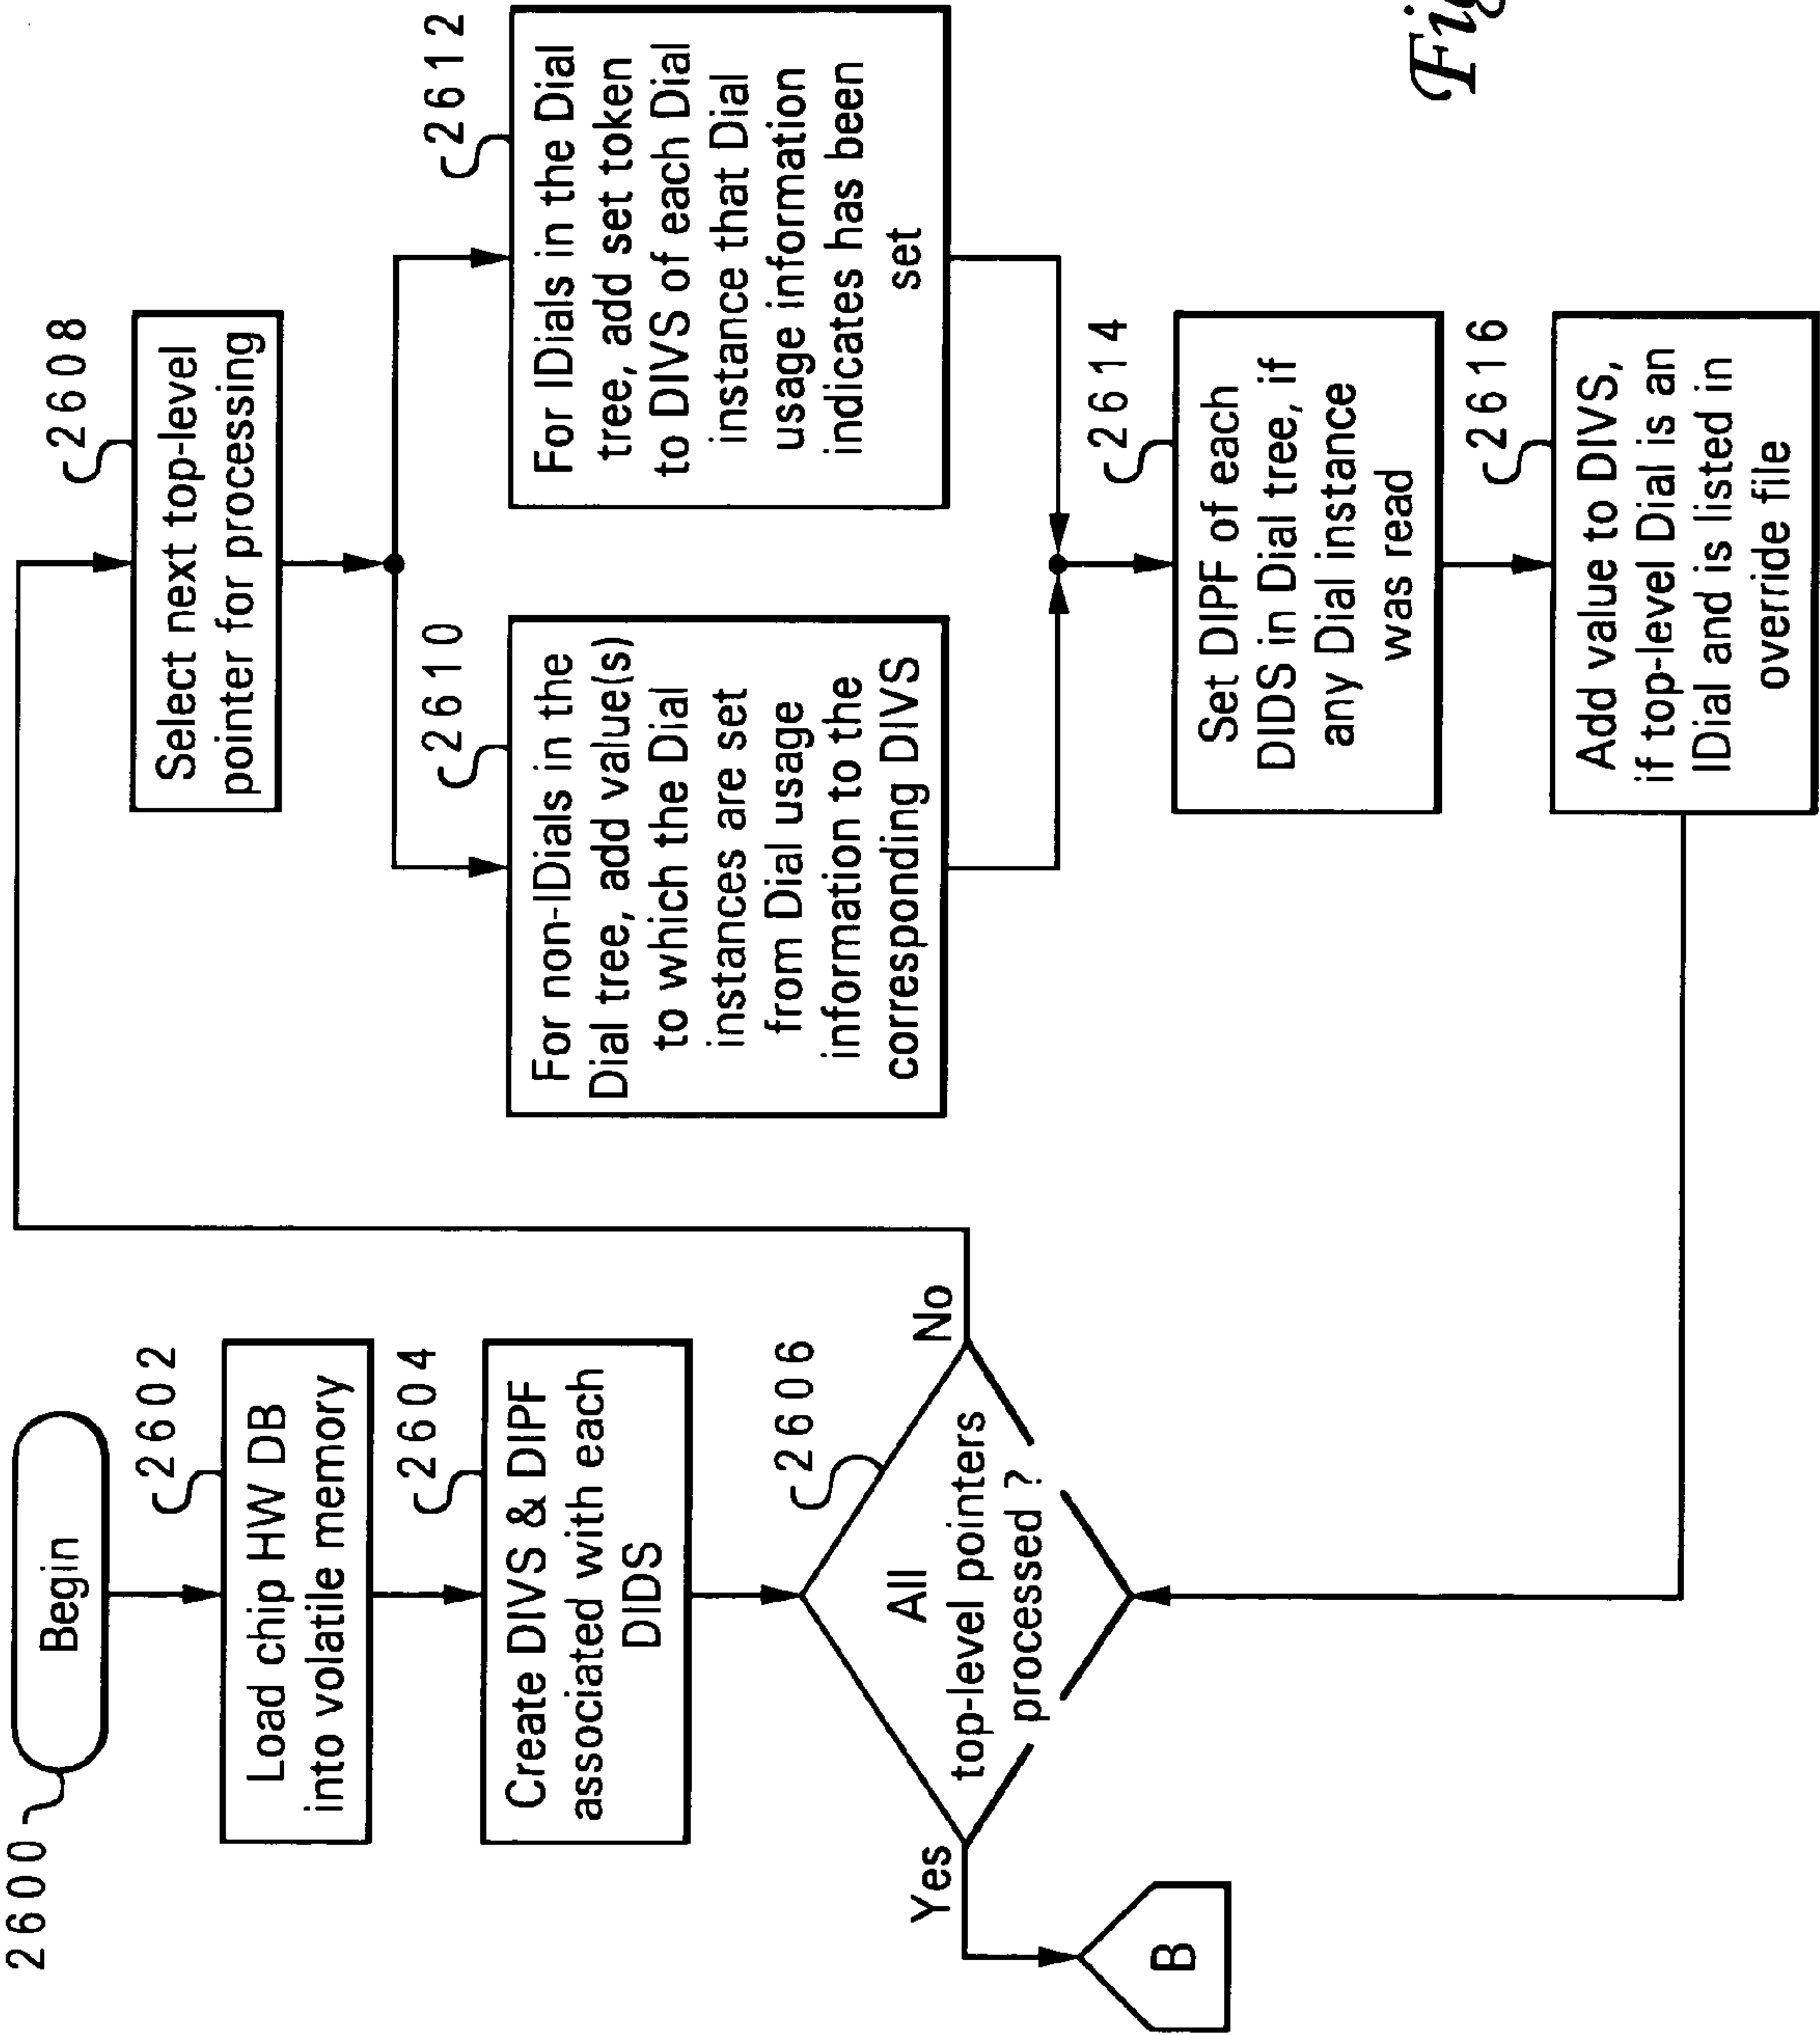 2600
Begin
2602
Load chip HW DB
into volatile memory
2604
Create DIVS & DIPF
associated with each
DIDS
2606
All
top-level pointers
processed ?
Yes
No
B
2608
Select next top-level
pointer for processing
2610
For non-IDials in the
Dial tree, add value(s)
to which the Dial
instances are set
from Dial usage
information to the
corresponding DIVS
2612
For IDials in the Dial
tree, add set token
to DIVS of each Dial
instance that Dial
usage information
indicates has been
set
2614
Set DIPF of each
DIDS in Dial tree, if
any Dial instance
was read
2616
Add value to DIVS,
if top-level Dial is an
IDial and is listed in
override file